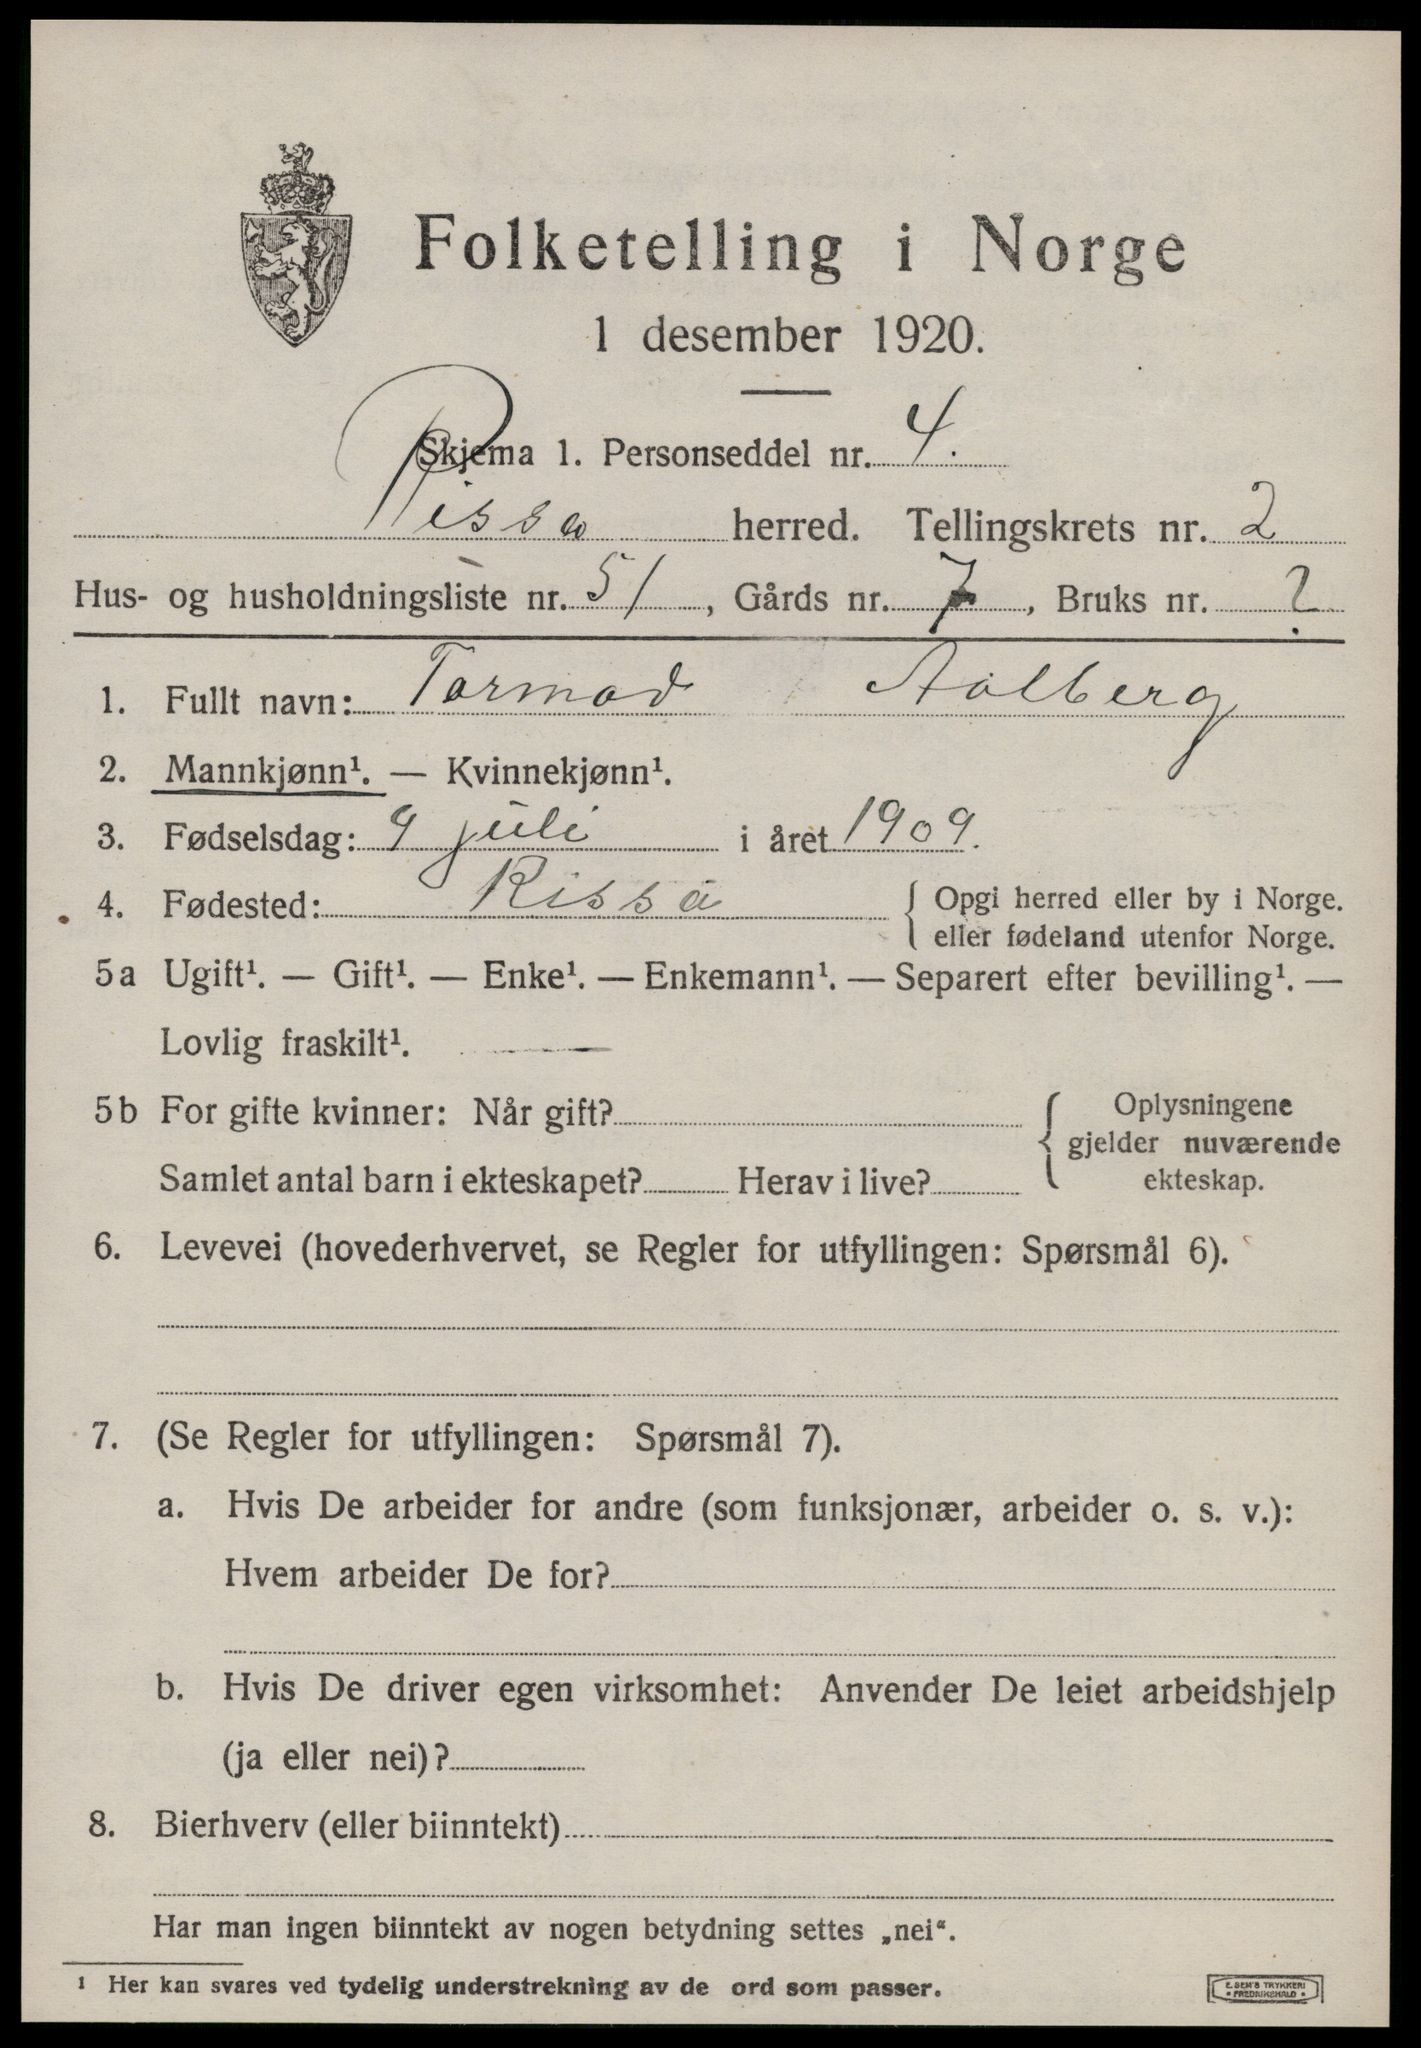 Folketelling i Norge
1 desember 1920.
Skjema 1. Personseddel nr. 4.
Rissa herred. Tellingskrets nr. 2
Hus- og husholdningsliste nr. 51, Gårds nr. 7, Bruks nr. ?
1. Fullt navn: Tormod Aalberg
2. Mannkjønn¹. — Kvinnekjønn¹.
3. Fødselsdag: 9 juli i året 1909.
4. Fødested: Rissa { Opgi herred eller by i Norge.
eller fødeland utenfor Norge.
5a Ugift¹. — Gift¹. — Enke¹. — Enkemann¹. — Separert efter bevilling¹. —
Lovlig fraskilt¹. —
5b For gifte kvinner: Når gift? { Oplysningene
gjelder nuværende
Samlet antal barn i ekteskapet? Herav i live? ekteskap.
6. Levevei (hovederhvervet, se Regler for utfyllingen: Spørsmål 6).
7. (Se Regler for utfyllingen: Spørsmål 7).
a. Hvis De arbeider for andre (som funksjonær, arbeider o. s. v.):
Hvem arbeider De for?
b. Hvis De driver egen virksomhet: Anvender De leiet arbeidshjelp
(ja eller nei)?
8. Bierhverv (eller biinntekt)
Har man ingen biinntekt av nogen betydning settes „nei“.
¹ Her kan svares ved tydelig understrekning av de ord som passer.
E. SEM'S TRYKKERI
• FREDRIKSHALD •